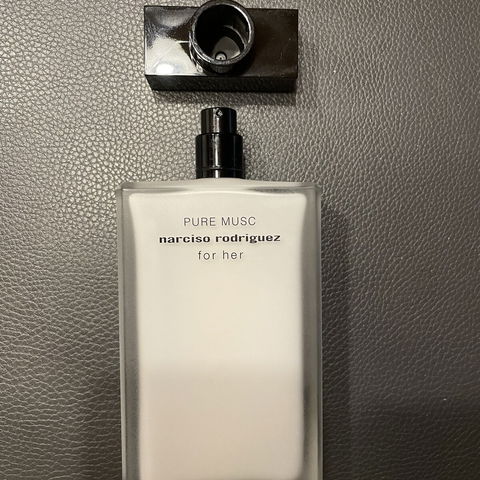 PURE MUSC
narciso rodriguez
for her